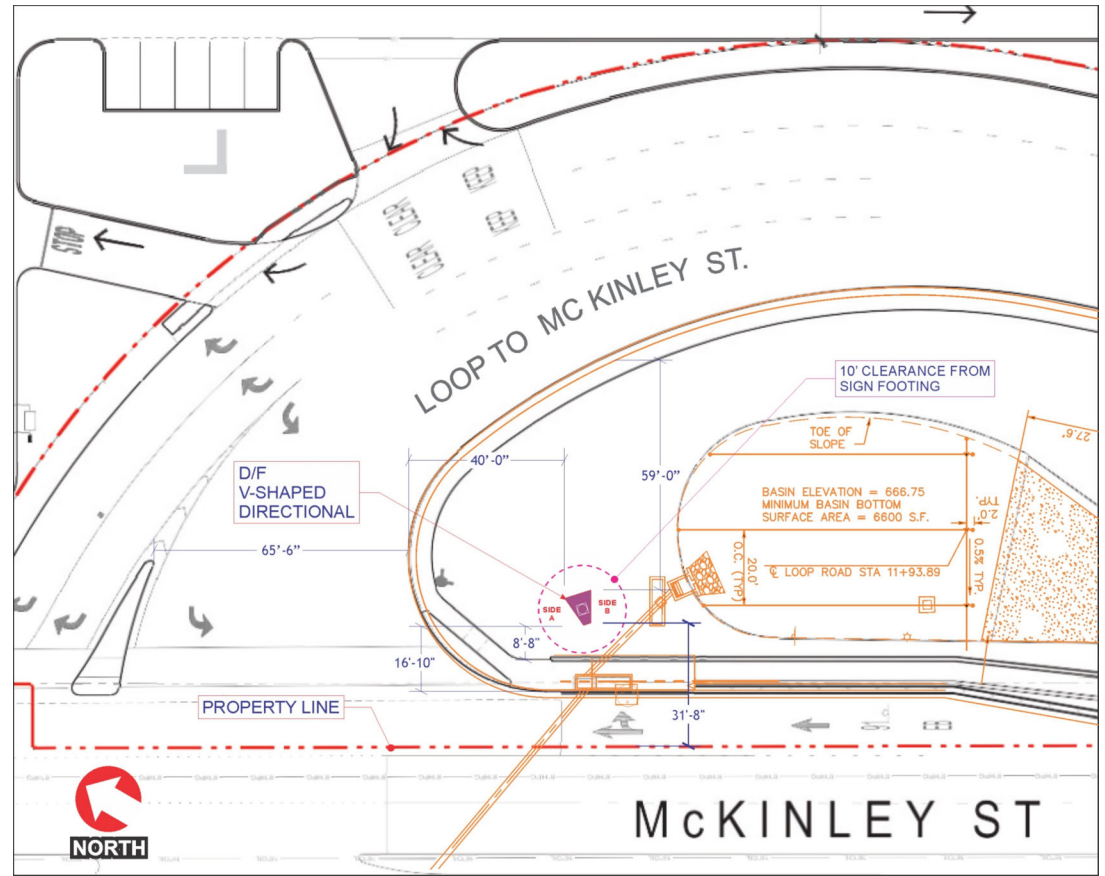 STOP
LOOP TO MC KINLEY ST.
10' CLEARANCE FROM
SIGN FOOTING
27.6'
TOE OF
SLOPE
40'-0"
59'-0"
D/F
V-SHAPED
DIRECTIONAL
BASIN ELEVATION = 666.75
MINIMUM BASIN BOTTOM
SURFACE AREA = 6600 S.F.
2.0'
TYP.
65'-6"
20.0'
O.C (TYP)
℄ LOOP ROAD STA 11+93.89
0.5% TYP
SIDE
A
SIDE
B
8'-8"
16'-10"
PROPERTY LINE
31'-8"
McKINLEY ST
NORTH